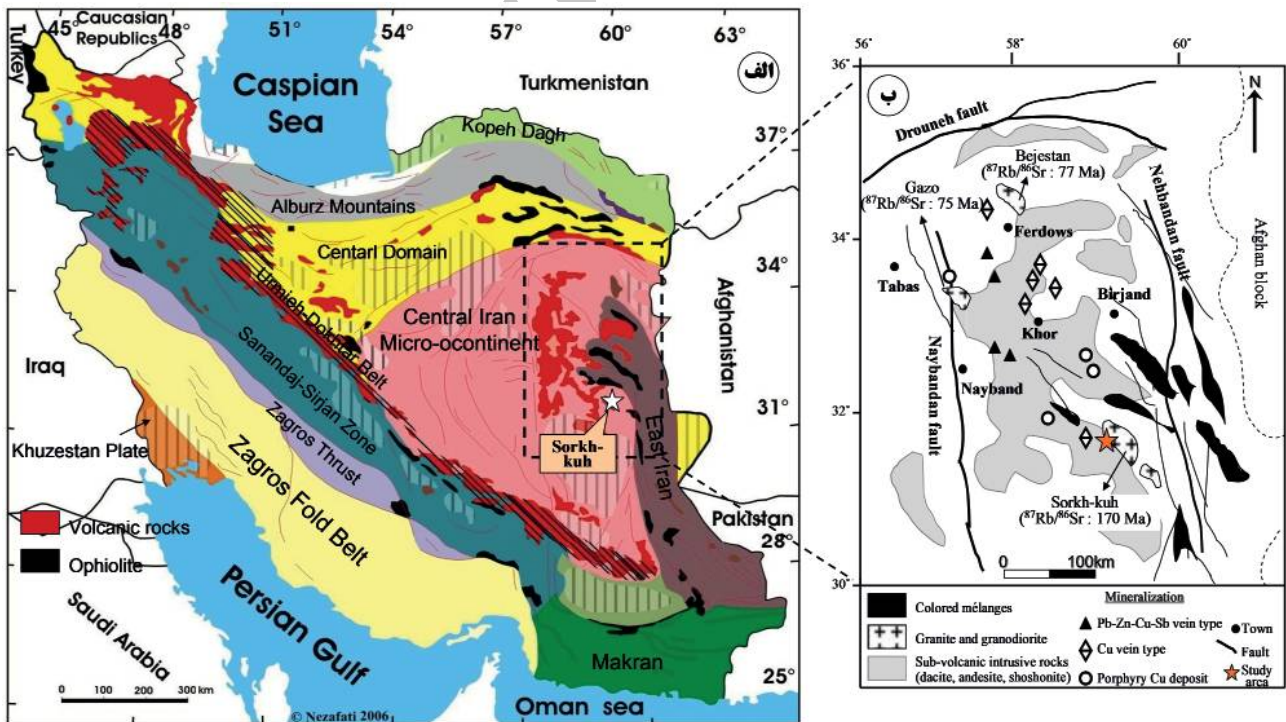 45°
48°
51°
57°
60°
63°
Caucasian
Republics
Turkey
Caspian
Sea
Turkmenistan
الف
Kopeh Dagh
37°
Alburz Mountains
Centarl Domain
34°
Urmieh-Dokhtar Belt
Central Iran
Micro-ocontineht
Afghanistan
Iraq
Sanandaj-Sirjan Zone
31°
Sorkh-
kuh
East Iran
Khuzestan Plate
Zagros Thrust
Zagros Fold Belt
Pakistan
28°
Volcanic rocks
Ophiolite
Persian Gulf
Saudi Arabia
Makran
25°
0 100 200 300 km
© Nezafati 2006
Oman sea
56°
58°
60°
36°
ب
N
Drouneh fault
Bejestan
(⁸⁷Rb/⁸⁶Sr : 77 Ma)
Gazo
(⁸⁷Rb/⁸⁶Sr : 75 Ma)
Nehbandan fault
Ferdows
34°
Afghan block
Tabas
Birjand
Khor
Nayband
Naybandan fault
32°
Sorkh-kuh
(⁸⁷Rb/⁸⁶Sr : 170 Ma)
0 100km
30°
Colored mélanges
Granite and granodiorite
Sub-volcanic intrusive rocks
(dacite, andesite, shoshonite)
Mineralization
Pb-Zn-Cu-Sb vein type
Cu vein type
Porphyry Cu deposit
Town
Fault
Study
area